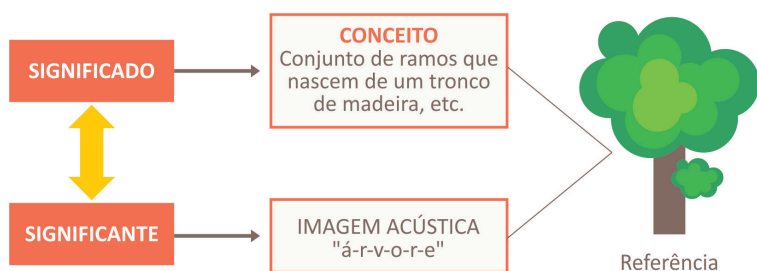 SIGNIFICADO
CONCEITO
Conjunto de ramos que
nascem de um tronco
de madeira, etc.
SIGNIFICANTE
IMAGEM ACÚSTICA
"á-r-v-o-r-e"
Referência